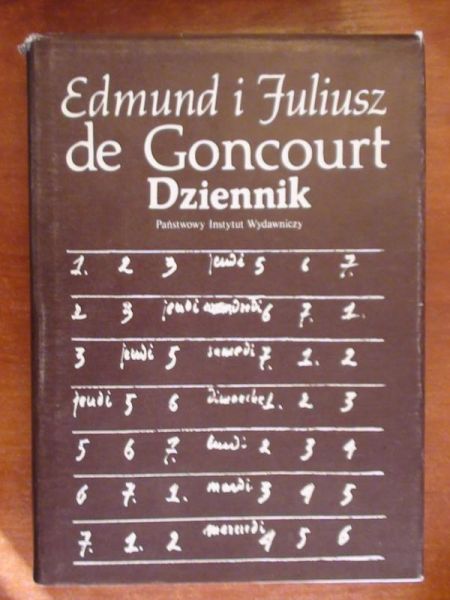 Edmund i Juliusz
de Goncourt
Dziennik
Państwowy Instytut Wydawniczy
1. 2 3 jeudi 5 6 7.
2 3 jeudi vendredi 6 7. 1.
3 jeudi 5 samedi 7. 1. 2
jeudi 5 6 dimanche 1. 2 3
5 6 7. lundi 2 3 4
6 7. 1. mardi 3 4 5
7. 1. 2 mercredi 4 5 6